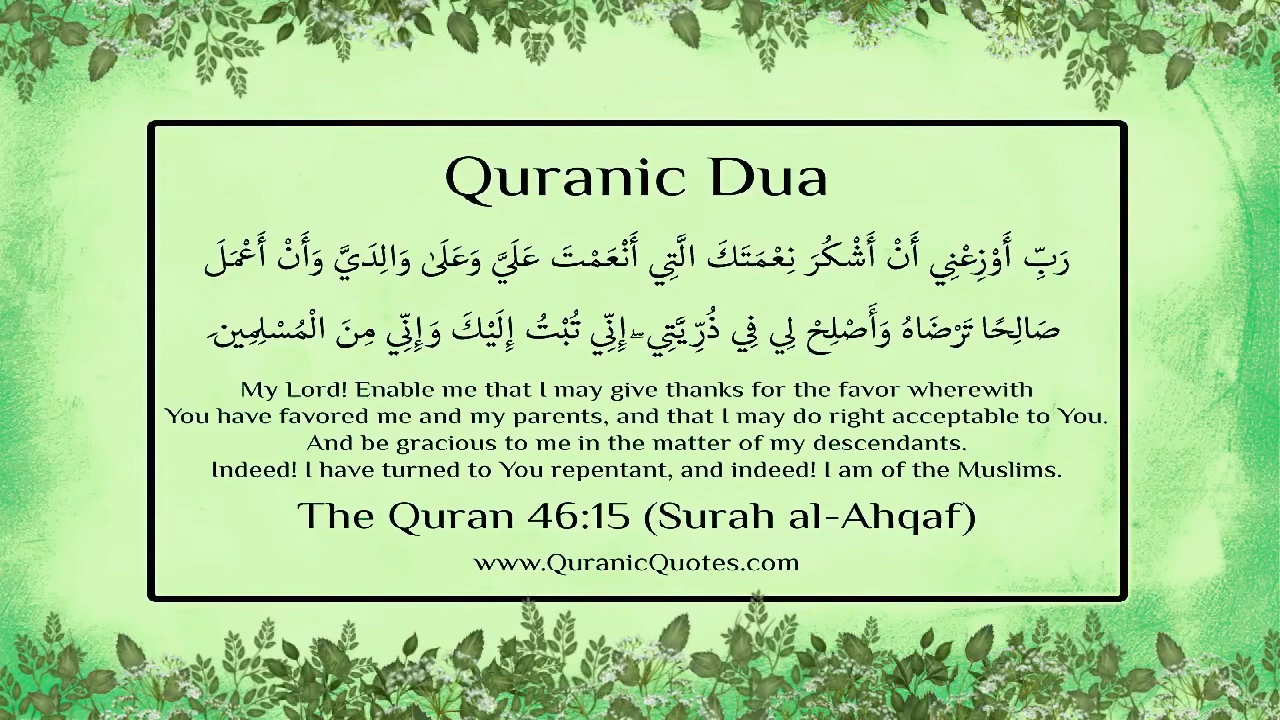 Quranic Dua
رَبِّ أَوْزِعْنِي أَنْ أَشْكُرَ نِعْمَتَكَ الَّتِي أَنْعَمْتَ عَلَيَّ وَعَلَىٰ وَالِدَيَّ وَأَنْ أَعْمَلَ
صَالِحًا تَرْضَاهُ وَأَصْلِحْ لِي فِي ذُرِّيَّتِي ۖ إِنِّي تُبْتُ إِلَيْكَ وَإِنِّي مِنَ الْمُسْلِمِين.
My Lord! Enable me that I may give thanks for the favor wherewith
You have favored me and my parents, and that I may do right acceptable to You.
And be gracious to me in the matter of my descendants.
Indeed! I have turned to You repentant, and indeed! I am of the Muslims.
The Quran 46:15 (Surah al-Ahqaf)
www.QuranicQuotes.com